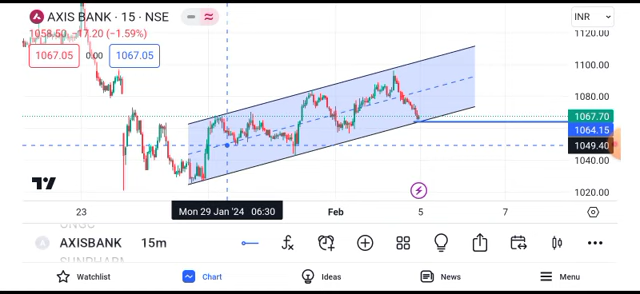 AXIS BANK · 15 · NSE
INR
1058.50 −17.20 (−1.59%)
1067.05 0.00 1067.05
1120.00
1100.00
1080.00
1067.70
1064.15
1049.40
1040.00
1020.00
23 Mon 29 Jan '24 06:30 Feb 5 7
AXISBANK 15m
Watchlist Chart Ideas News Menu